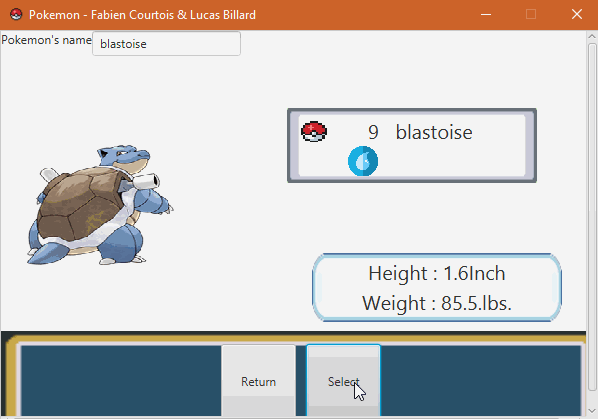 Pokemon - Fabien Courtois & Lucas Billard
Pokemon's name blastoise
9 blastoise
Height : 1.6Inch
Weight : 85.5.lbs.
Return Select